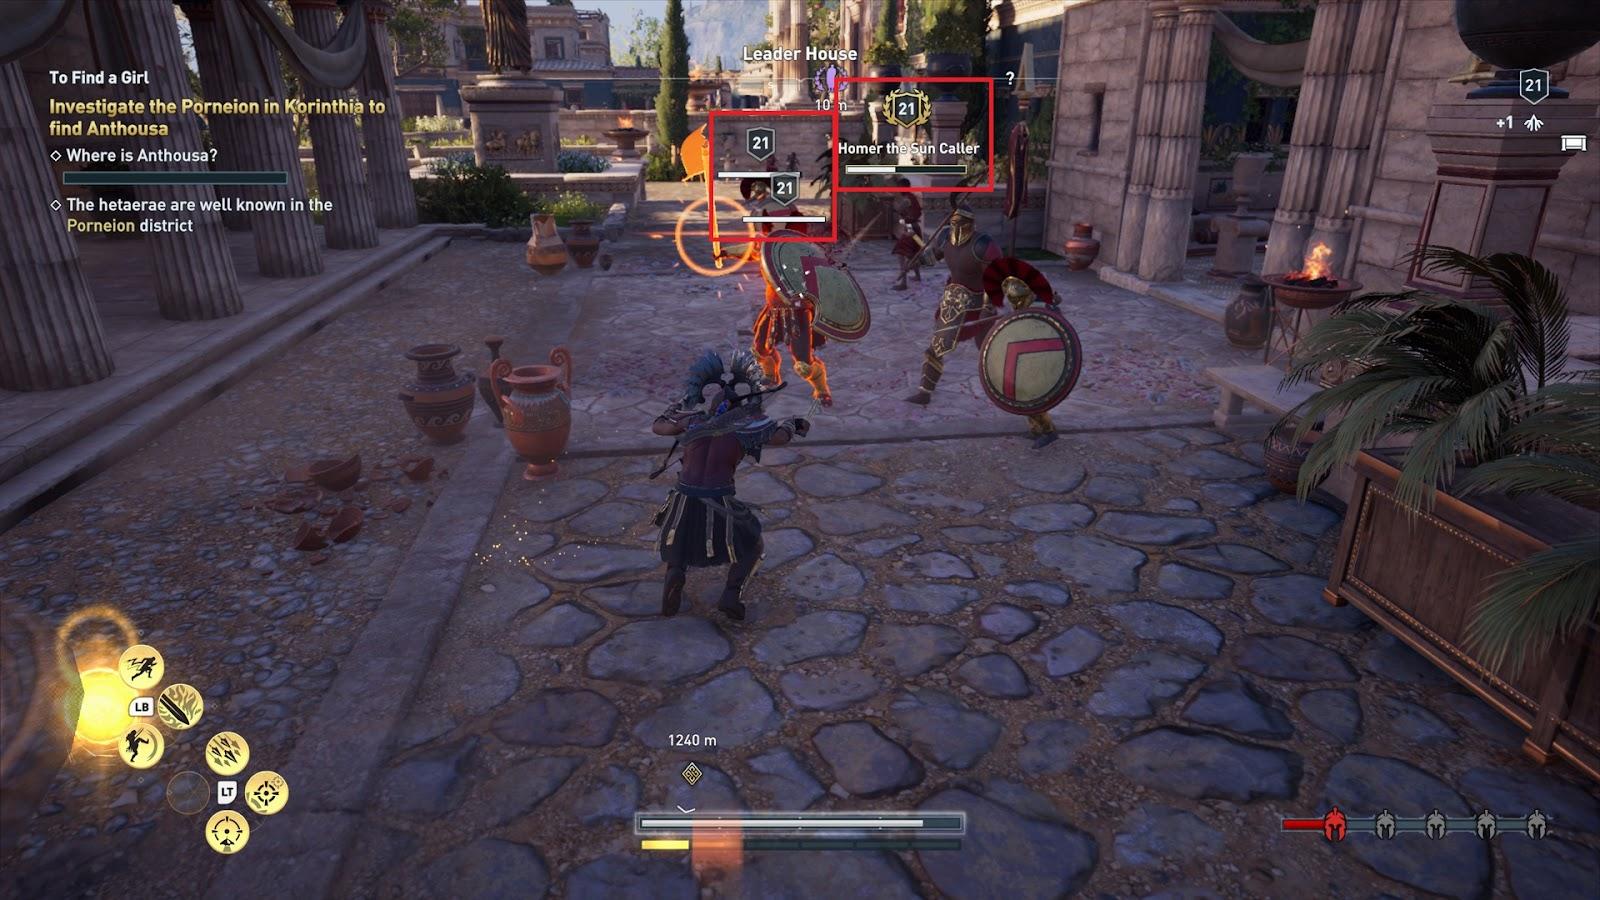 To Find a Girl
Investigate the Porneion in Korinthia to
find Anthousa
Where is Anthousa?
The hetaerae are well known in the
Porneion district
Leader House
10 m
?
21
Homer the Sun Caller
21
21
21
+1
LB
LT
1240 m